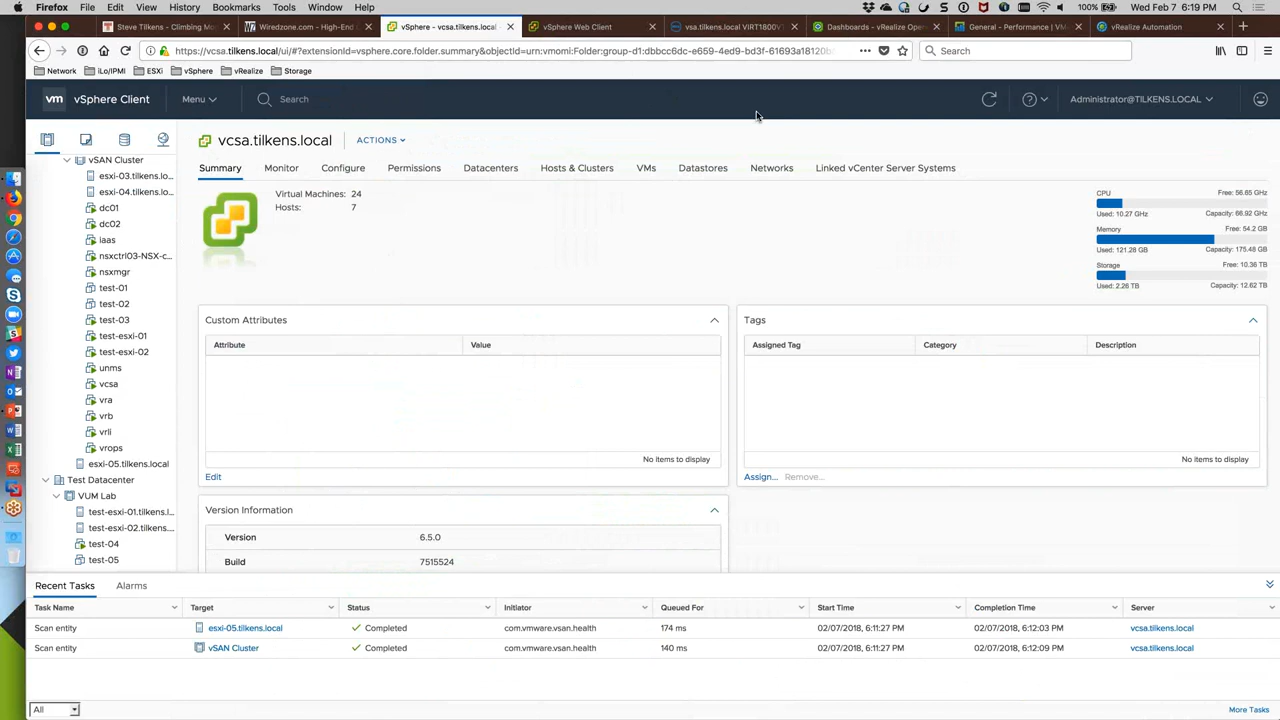 Firefox File Edit View History Bookmarks Tools Window Help
100% Wed Feb 7 6:19 PM
Steve Tilkens – Climbing Mo
Wiredzone.com - High-End C
vSphere - vcsa.tilkens.local - S
vSphere Web Client
vsa.tilkens.local VIRT1800V1
Dashboards - vRealize Opera
General - Performance | VM
vRealize Automation
https://vcsa.tilkens.local/ui/#?extensionId=vsphere.core.folder.summary&objectId=urn:vmomi:Folder:group-d1:dbbcc6dc-e659-4ed9-bd3f-61693a18120b
Search
Network iLo/IPMI ESXi vSphere vRealize Storage
vm vSphere Client Menu Search Administrator@TILKENS.LOCAL
vcsa.tilkens.local ACTIONS
Summary Monitor Configure Permissions Datacenters Hosts & Clusters VMs Datastores Networks Linked vCenter Server Systems
vSAN Cluster
esxi-03.tilkens.lo...
esxi-04.tilkens.lo...
dc01
dc02
iaas
nsxctrl03-NSX-c...
nsxmgr
test-01
test-02
test-03
test-esxi-01
test-esxi-02
unms
vcsa
vra
vrb
vrli
vrops
esxi-05.tilkens.local
Test Datacenter
VUM Lab
test-esxi-01.tilkens.l...
test-esxi-02.tilkens....
test-04
test-05
Virtual Machines: 24
Hosts: 7
CPU Free: 56.65 GHz
Used: 10.27 GHz Capacity: 66.92 GHz
Memory Free: 54.2 GB
Used: 121.28 GB Capacity: 175.48 GB
Storage Free: 10.36 TB
Used: 2.26 TB Capacity: 12.62 TB
Custom Attributes
Attribute Value
No items to display
Edit
Tags
Assigned Tag Category Description
No items to display
Assign... Remove...
Version Information
Version 6.5.0
Build 7515524
Recent Tasks Alarms
Task Name Target Status Initiator Queued For Start Time Completion Time Server
Scan entity esxi-05.tilkens.local Completed com.vmware.vsan.health 174 ms 02/07/2018, 6:11:27 PM 02/07/2018, 6:12:03 PM vcsa.tilkens.local
Scan entity vSAN Cluster Completed com.vmware.vsan.health 140 ms 02/07/2018, 6:11:27 PM 02/07/2018, 6:12:09 PM vcsa.tilkens.local
All More Tasks